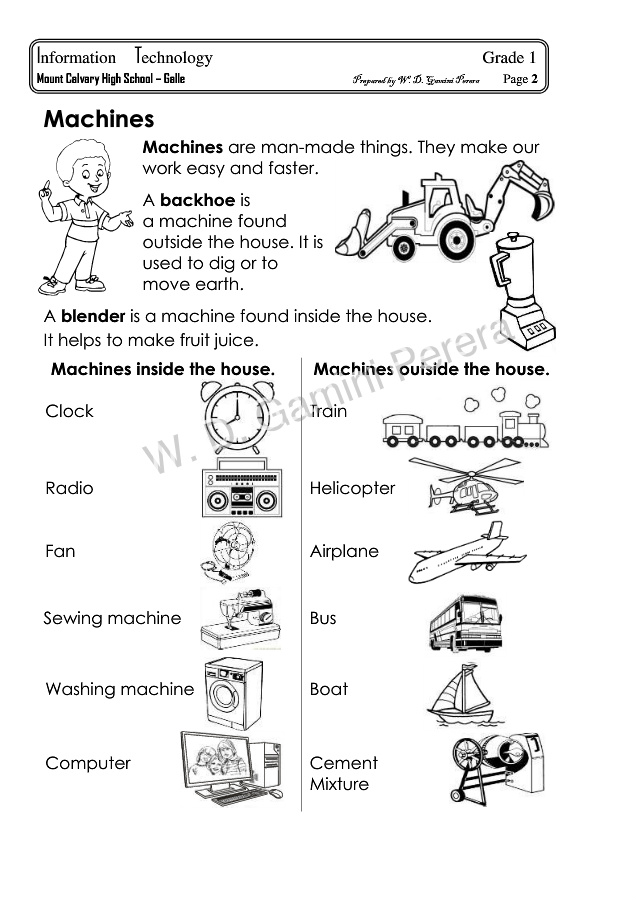 Information Technology Grade 1
Mount Calvary High School – Galle Prepared by W. D. Gamini Perera Page 2
Machines
Machines are man-made things. They make our
work easy and faster.
A backhoe is
a machine found
outside the house. It is
used to dig or to
move earth.
A blender is a machine found inside the house.
It helps to make fruit juice.
Machines inside the house.
Clock
Radio
Fan
Sewing machine
Washing machine
Computer
Machines outside the house.
Train
Helicopter
Airplane
Bus
Boat
Cement
Mixture
W. D. Gamini Perera